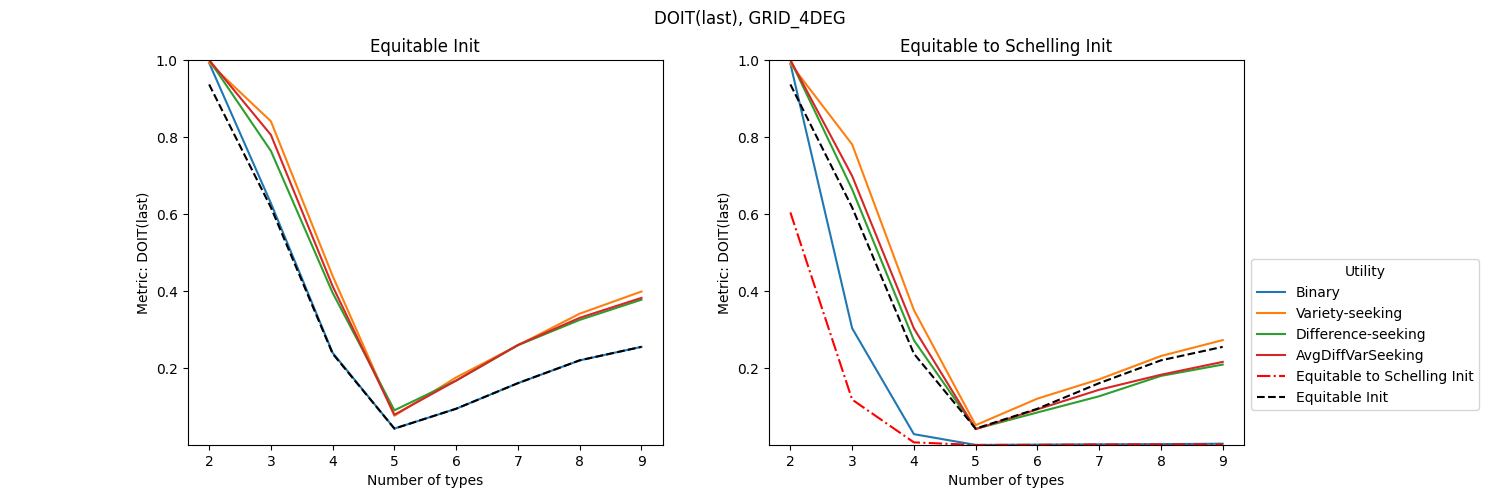 DOIT(last), GRID_4DEG
Equitable Init
Metric: DOIT(last)
1.0
0.8
0.6
0.4
0.2
2 3 4 5 6 7 8 9
Number of types
Equitable to Schelling Init
Metric: DOIT(last)
1.0
0.8
0.6
0.4
0.2
2 3 4 5 6 7 8 9
Number of types
Utility
Binary
Variety-seeking
Difference-seeking
AvgDiffVarSeeking
Equitable to Schelling Init
Equitable Init